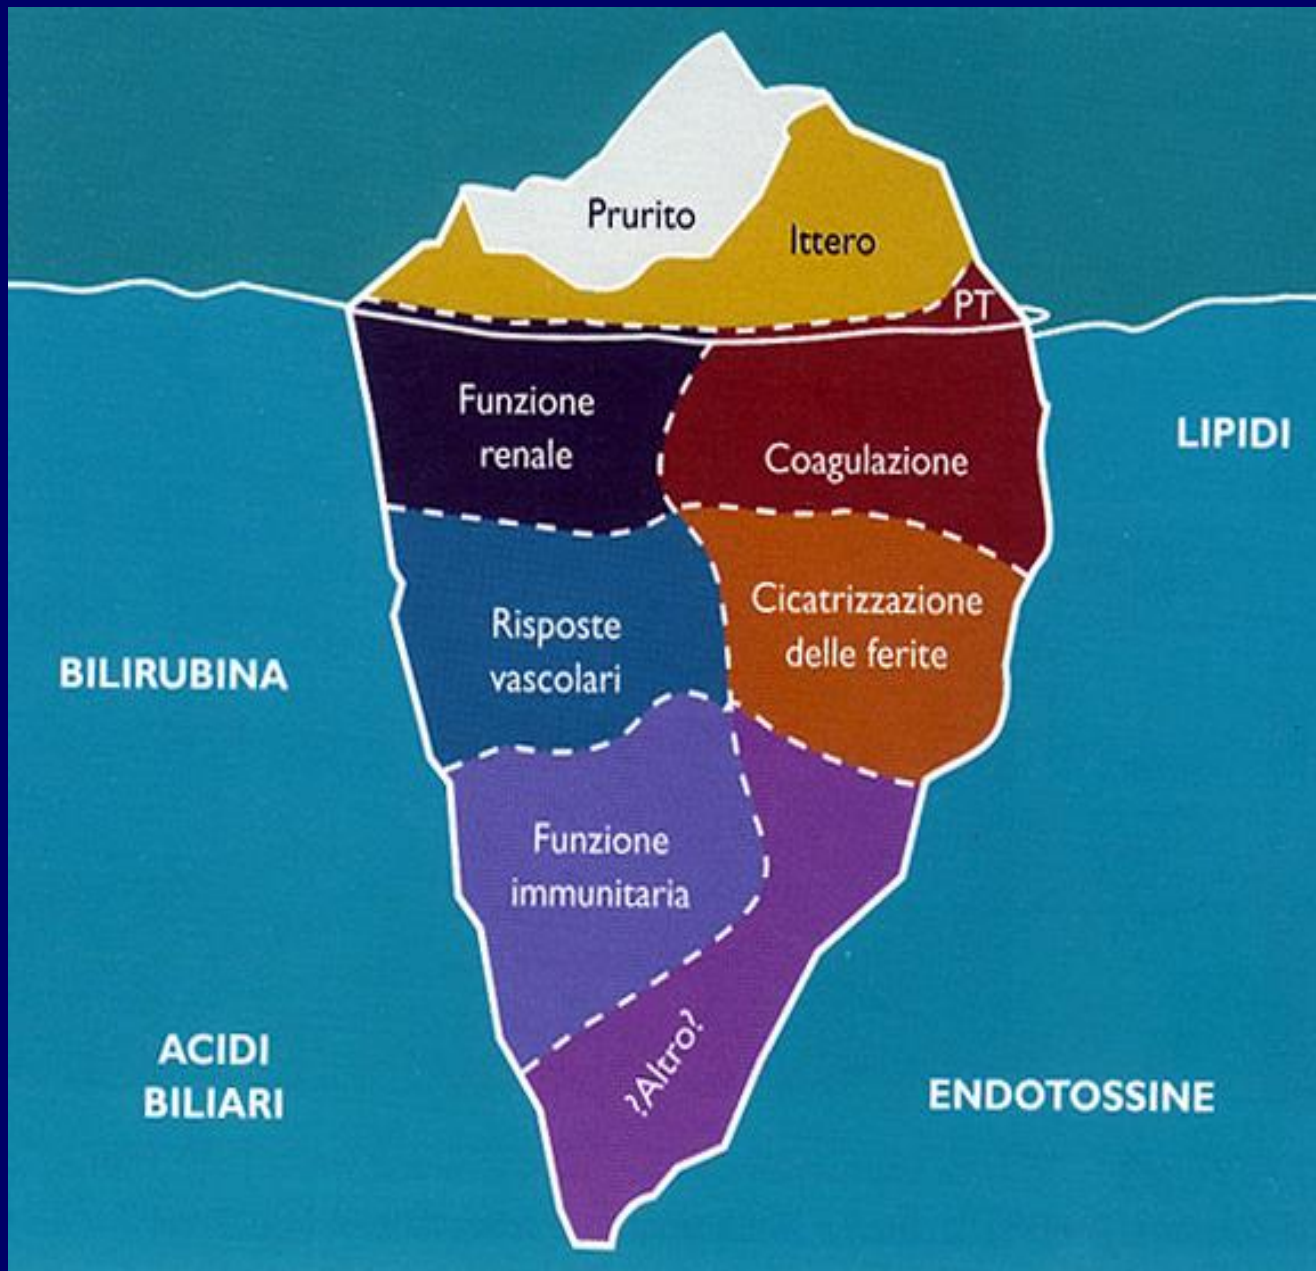 Prurito
Ittero
PT
Funzione
renale
Coagulazione
LIPIDI
Risposte
vascolari
Cicatrizzazione
delle ferite
BILIRUBINA
Funzione
immunitaria
?Altro?
ACIDI
BILIARI
ENDOTOSSINE